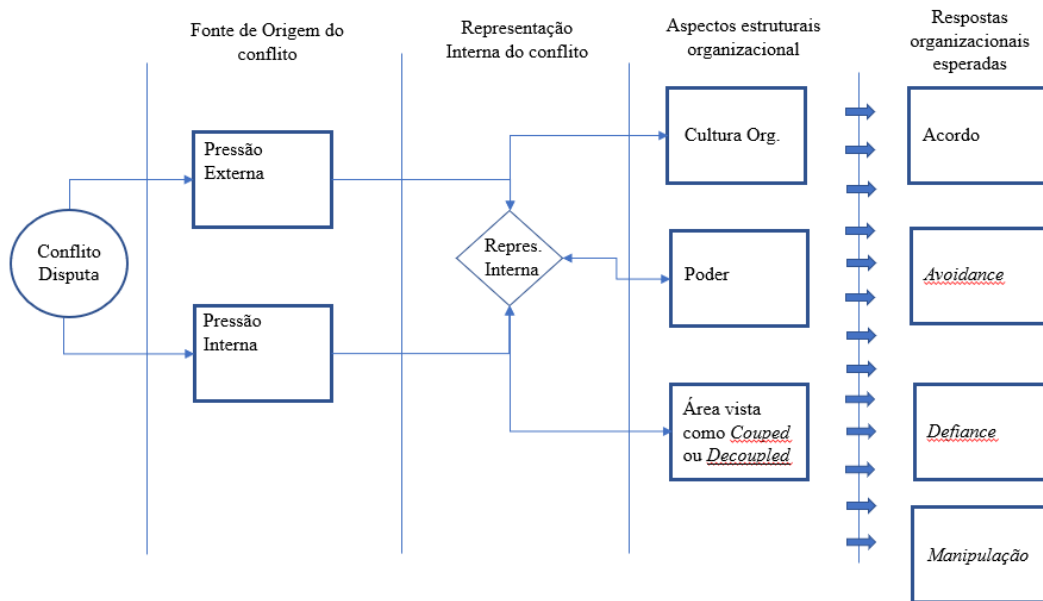 Fonte de Origem do
conflito
Representação
Interna do conflito
Aspectos estruturais
organizacional
Respostas
organizacionais
esperadas
Conflito
Disputa
Pressão
Externa
Pressão
Interna
Repres.
Interna
Cultura Org.
Poder
Área vista
como Couped
ou Decoupled
Acordo
Avoidance
Defiance
Manipulação